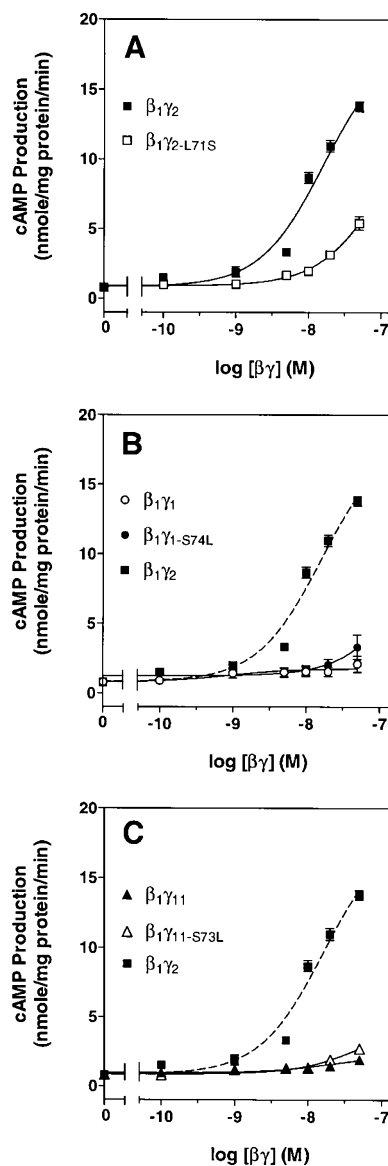 A
cAMP Production
(nmole/mg protein/min)
20
15
10
5
0
β₁γ₂
β₁γ₂₋L71S
0 -10 -9 -8 -7
log [βγ] (M)
B
cAMP Production
(nmole/mg protein/min)
20
15
10
5
0
β₁γ₁
β₁γ₁₋S74L
β₁γ₂
0 -10 -9 -8 -7
log [βγ] (M)
C
cAMP Production
(nmole/mg protein/min)
20
15
10
5
0
β₁γ₁₁
β₁γ₁₁₋S73L
β₁γ₂
0 -10 -9 -8 -7
log [βγ] (M)